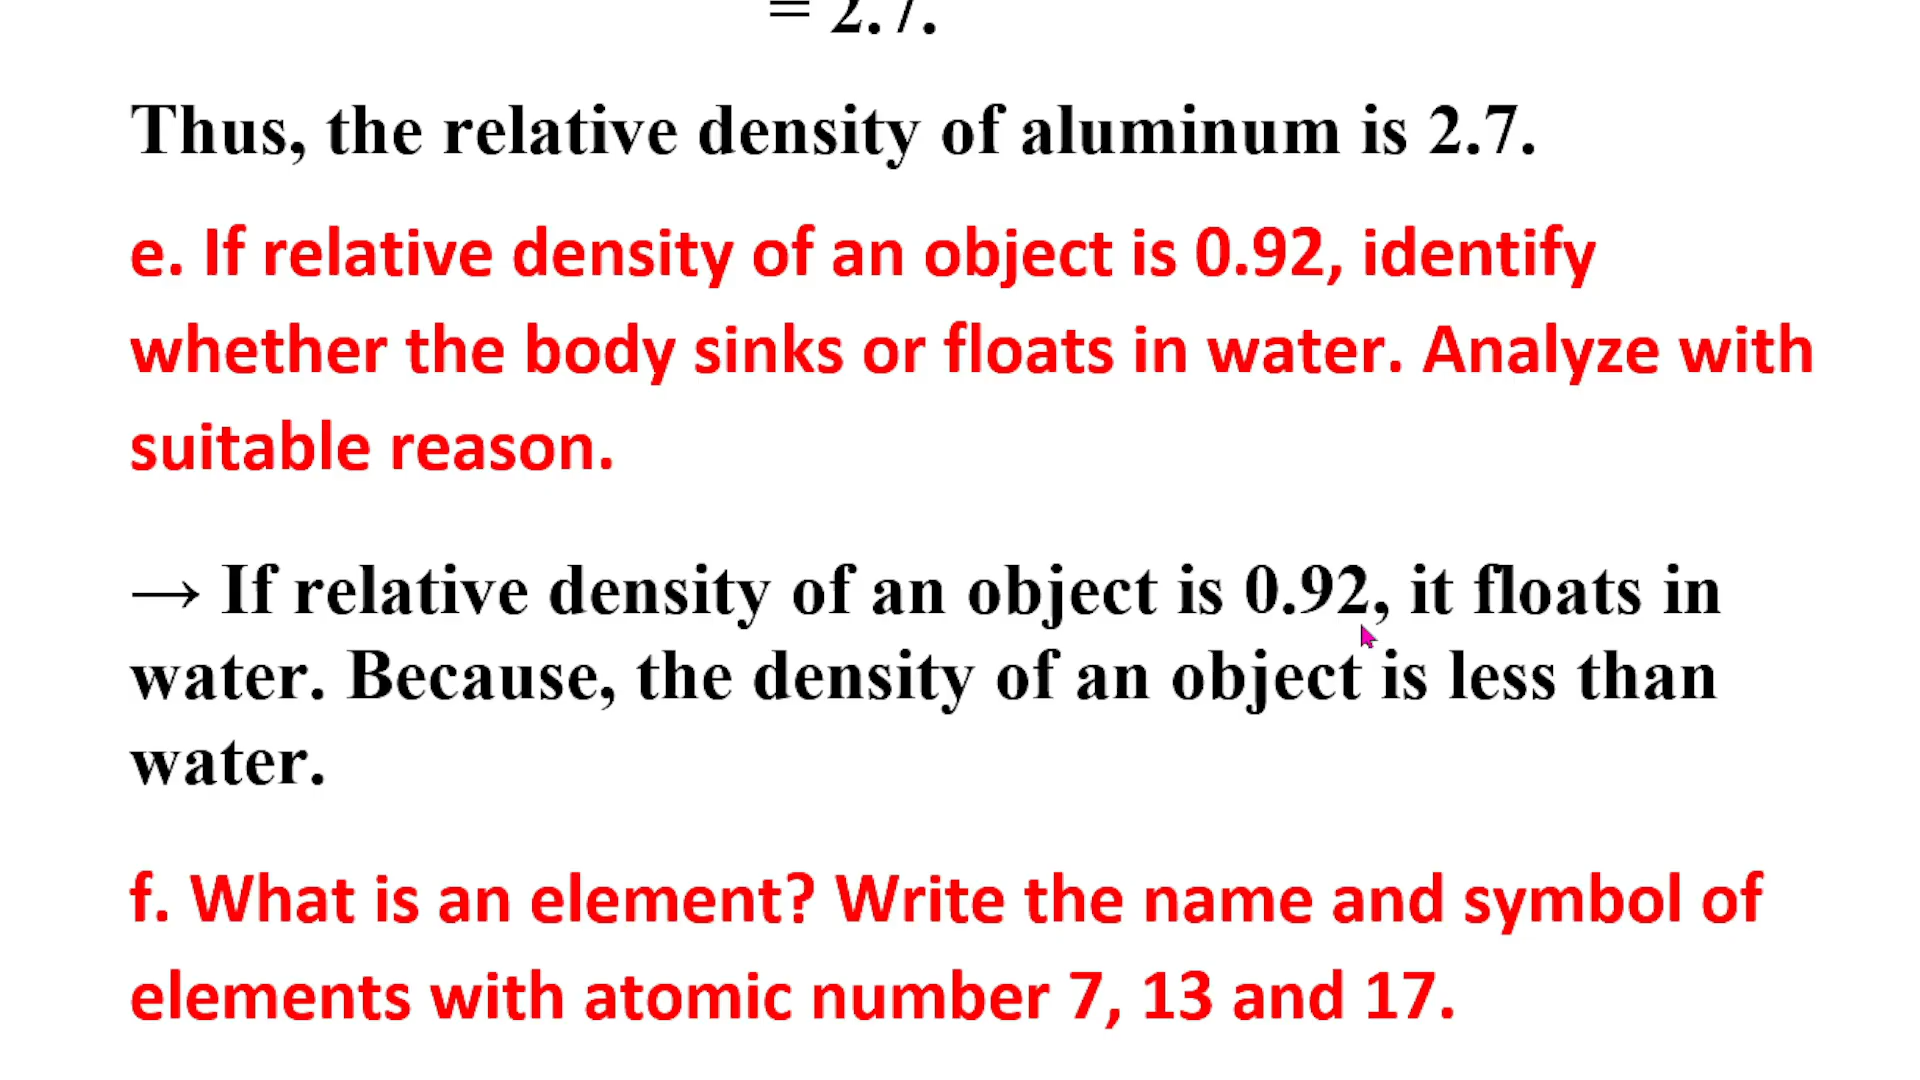 = 2.7.
Thus, the relative density of aluminum is 2.7.
e. If relative density of an object is 0.92, identify
whether the body sinks or floats in water. Analyze with
suitable reason.
→ If relative density of an object is 0.92, it floats in
water. Because, the density of an object is less than
water.
f. What is an element? Write the name and symbol of
elements with atomic number 7, 13 and 17.